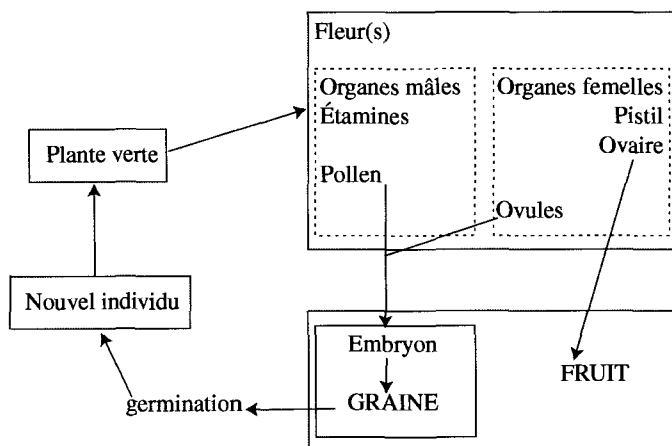 Fleur(s)
Organes mâles
Étamines
Pollen
Organes femelles
Pistil
Ovaire
Ovules
Plante verte
Nouvel individu
germination
Embryon
GRAINE
FRUIT